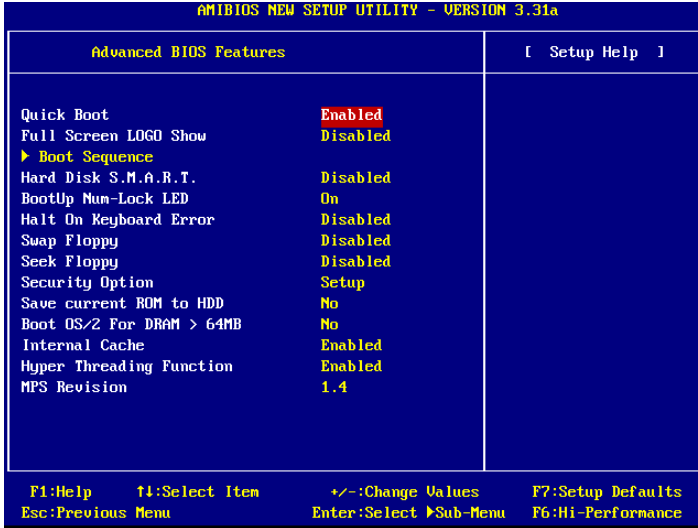 AMIBIOS NEW SETUP UTILITY - VERSION 3.31a
Advanced BIOS Features
[ Setup Help ]
Quick Boot Enabled
Full Screen LOGO Show Disabled
▶ Boot Sequence
Hard Disk S.M.A.R.T. Disabled
BootUp Num-Lock LED On
Halt On Keyboard Error Disabled
Swap Floppy Disabled
Seek Floppy Disabled
Security Option Setup
Save current ROM to HDD No
Boot OS/2 For DRAM > 64MB No
Internal Cache Enabled
Hyper Threading Function Enabled
MPS Revision 1.4
F1:Help ↑↓:Select Item +/-:Change Values F7:Setup Defaults
Esc:Previous Menu Enter:Select ▶Sub-Menu F6:Hi-Performance